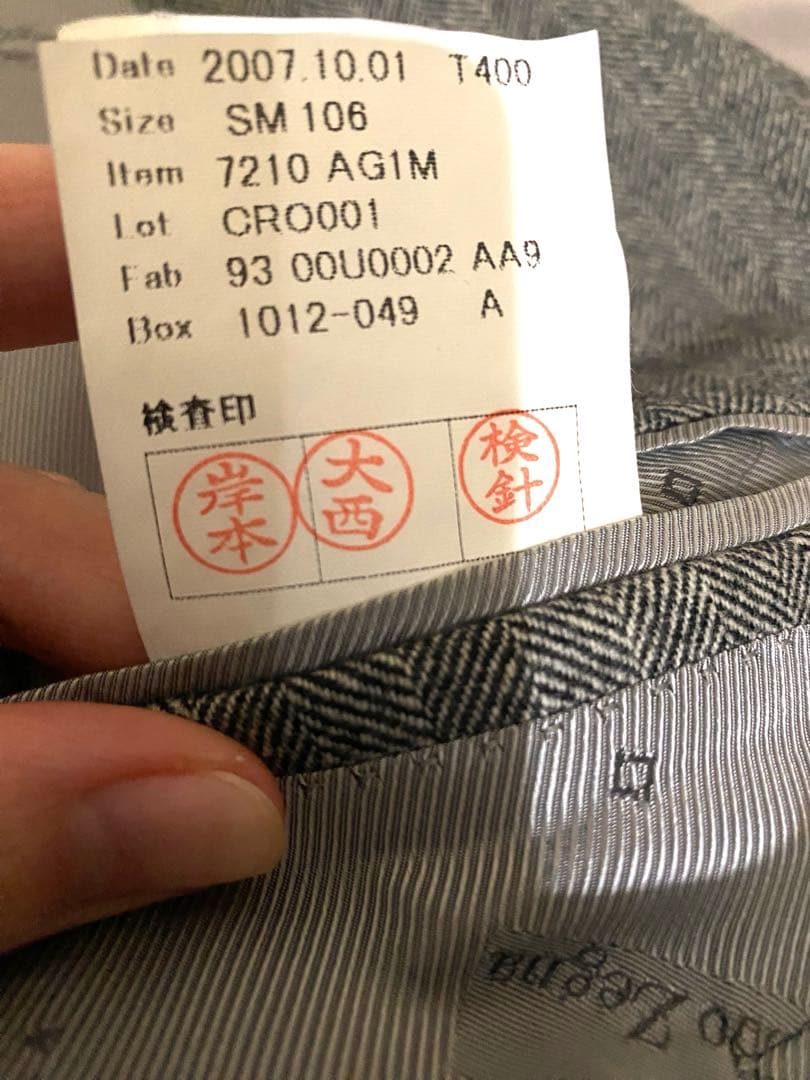 Date 2007.10.01 T400
Size SM 106
Item 7210 AG1M
Lot CRO001
Fab 93 00U0002 AA9
Box 1012-049 A
検査印
岸本 大西 検針
Zegna